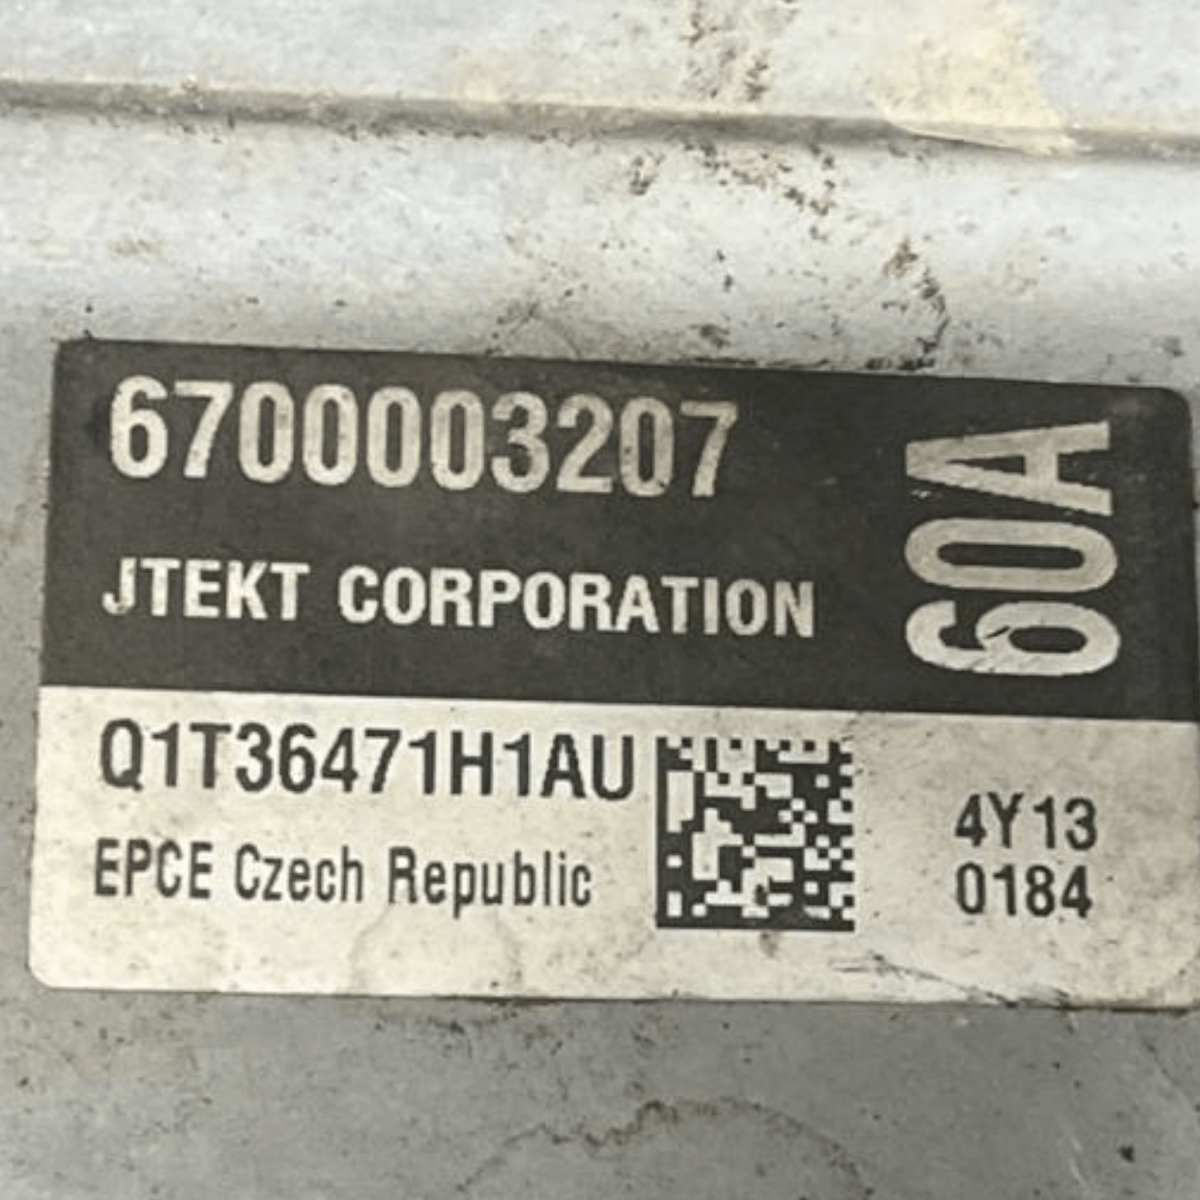 6700003207
60A
JTEKT CORPORATION
Q1T36471H1AU
EPCE Czech Republic
4Y13
0184